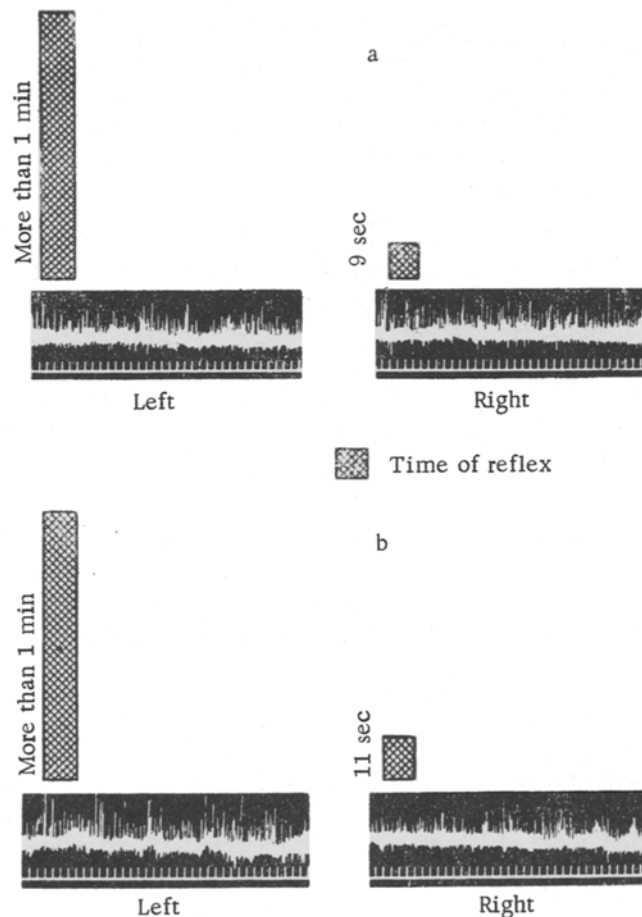 a
More than 1 min
9 sec
Left
Right
Time of reflex
b
More than 1 min
11 sec
Left
Right